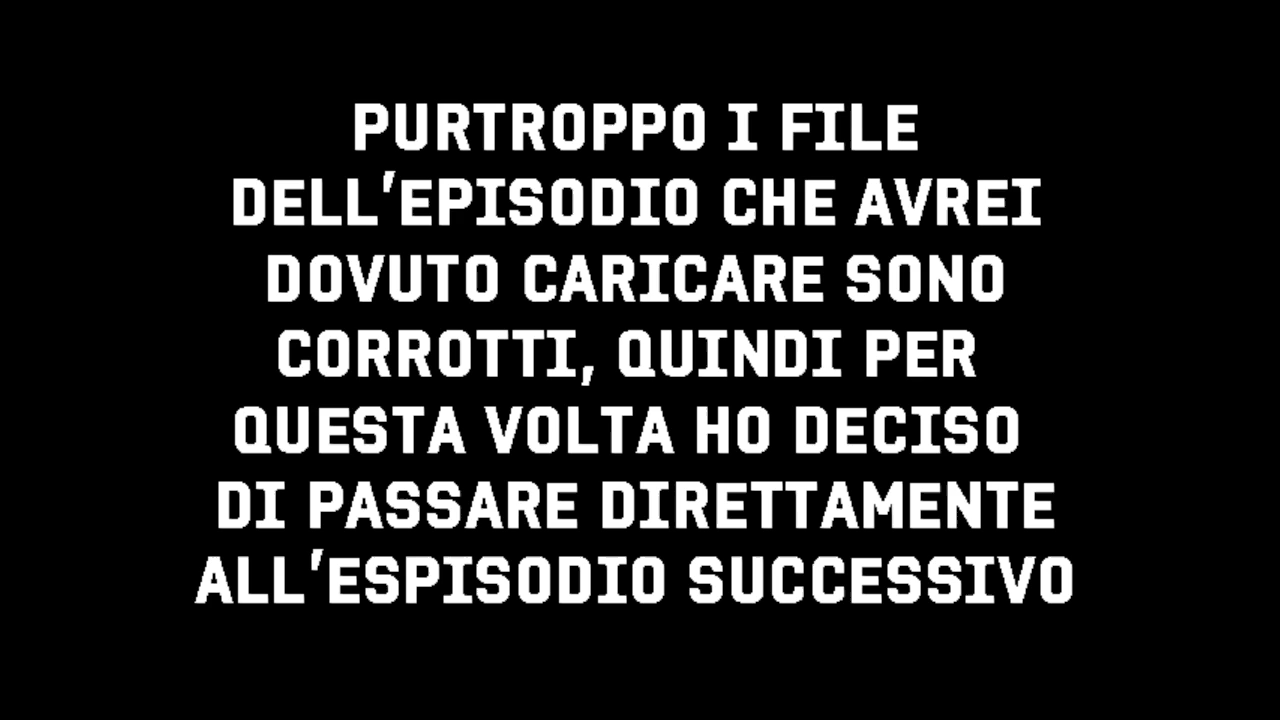 PURTROPPO I FILE
DELL'EPISODIO CHE AVREI
DOVUTO CARICARE SONO
CORROTTI, QUINDI PER
QUESTA VOLTA HO DECISO
DI PASSARE DIRETTAMENTE
ALL'ESPISODIO SUCCESSIVO